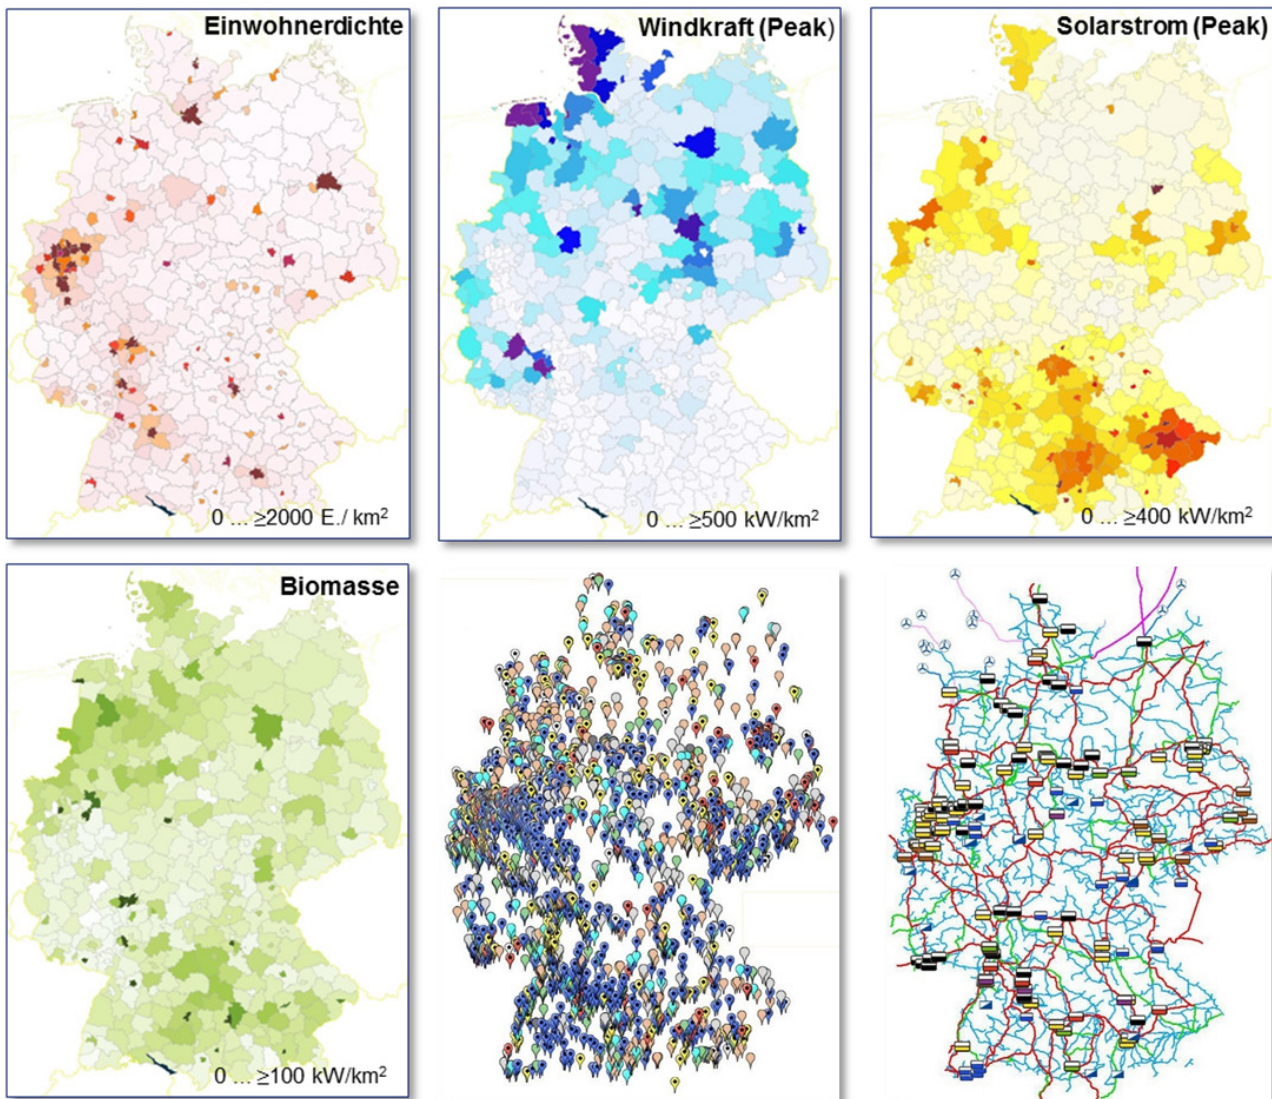 Einwohnerdichte
0 ... ≥2000 E./ km²
Windkraft (Peak)
0 ... ≥500 kW/km²
Solarstrom (Peak)
0 ... ≥400 kW/km²
Biomasse
0 ... ≥100 kW/km²